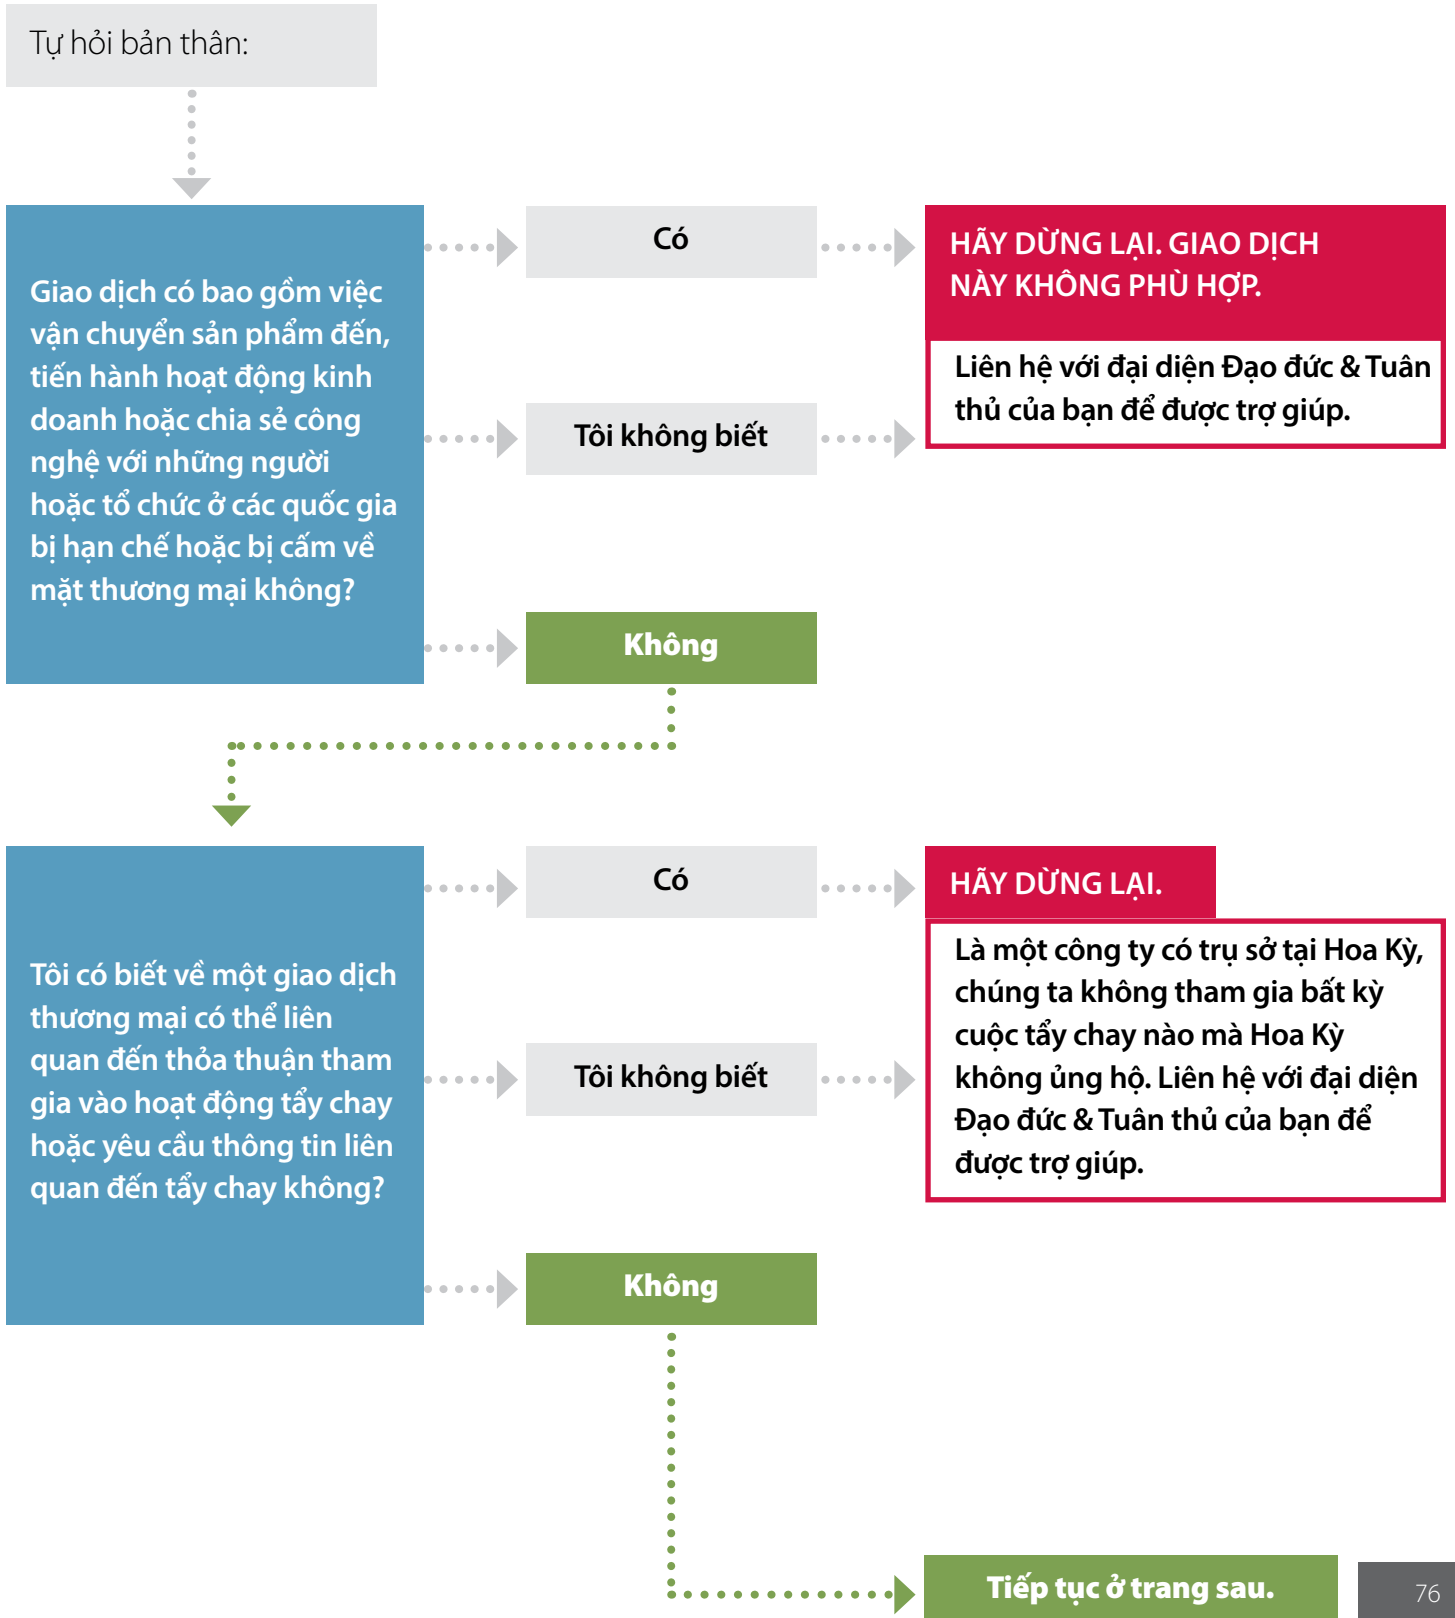 Tự hỏi bản thân:
Giao dịch có bao gồm việc
vận chuyển sản phẩm đến,
tiến hành hoạt động kinh
doanh hoặc chia sẻ công
nghệ với những người
hoặc tổ chức ở các quốc gia
bị hạn chế hoặc bị cấm về
mặt thương mại không?
Có
HÃY DỪNG LẠI. GIAO DỊCH
NÀY KHÔNG PHÙ HỢP.
Liên hệ với đại diện Đạo đức & Tuân
thủ của bạn để được trợ giúp.
Tôi không biết
Không
Tôi có biết về một giao dịch
thương mại có thể liên
quan đến thỏa thuận tham
gia vào hoạt động tẩy chay
hoặc yêu cầu thông tin liên
quan đến tẩy chay không?
Có
HÃY DỪNG LẠI.
Là một công ty có trụ sở tại Hoa Kỳ,
chúng ta không tham gia bất kỳ
cuộc tẩy chay nào mà Hoa Kỳ
không ủng hộ. Liên hệ với đại diện
Đạo đức & Tuân thủ của bạn để
được trợ giúp.
Tôi không biết
Không
Tiếp tục ở trang sau.
76